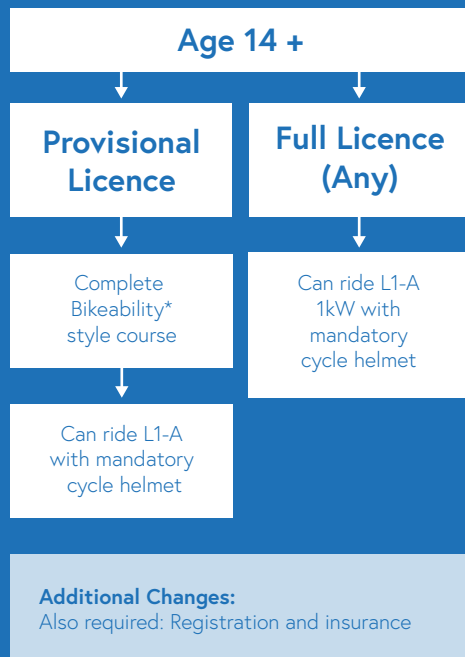 Age 14 +
Provisional
Licence
Full Licence
(Any)
Complete
Bikeability*
style course
Can ride L1-A
1kW with
mandatory
cycle helmet
Can ride L1-A
with mandatory
cycle helmet
Additional Changes:
Also required: Registration and insurance